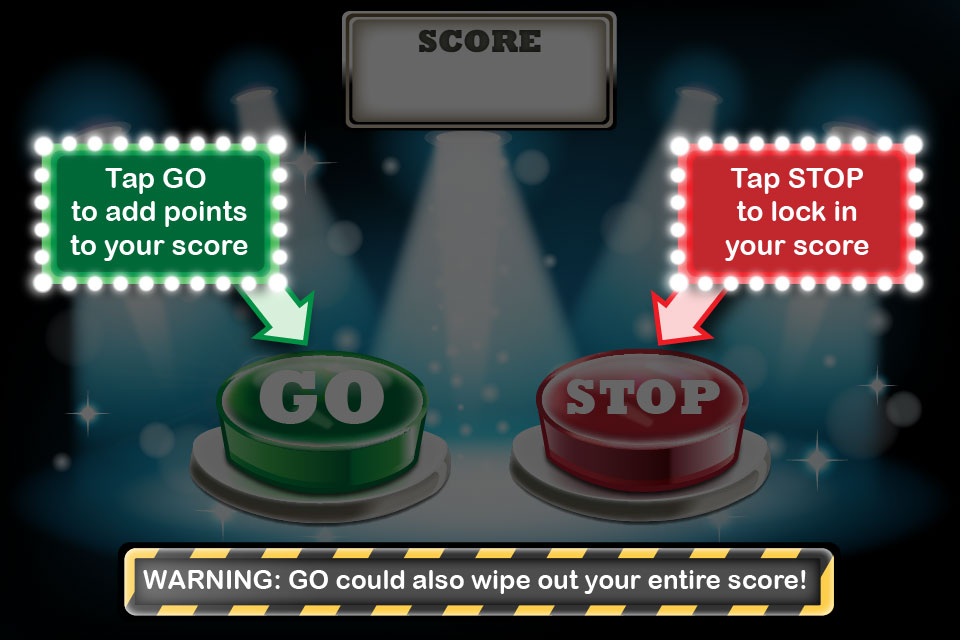 SCORE
Tap GO
to add points
to your score
Tap STOP
to lock in
your score
GO
STOP
WARNING: GO could also wipe out your entire score!